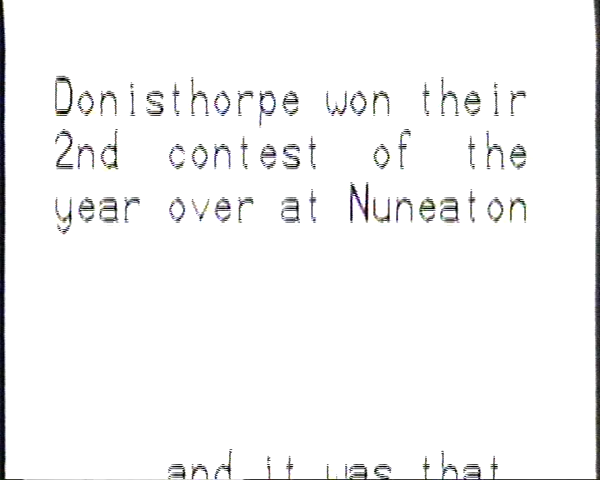 Donisthorpe won their
2nd contest of the
year over at Nuneaton
and it was that